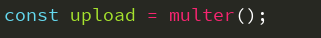 const upload = multer();